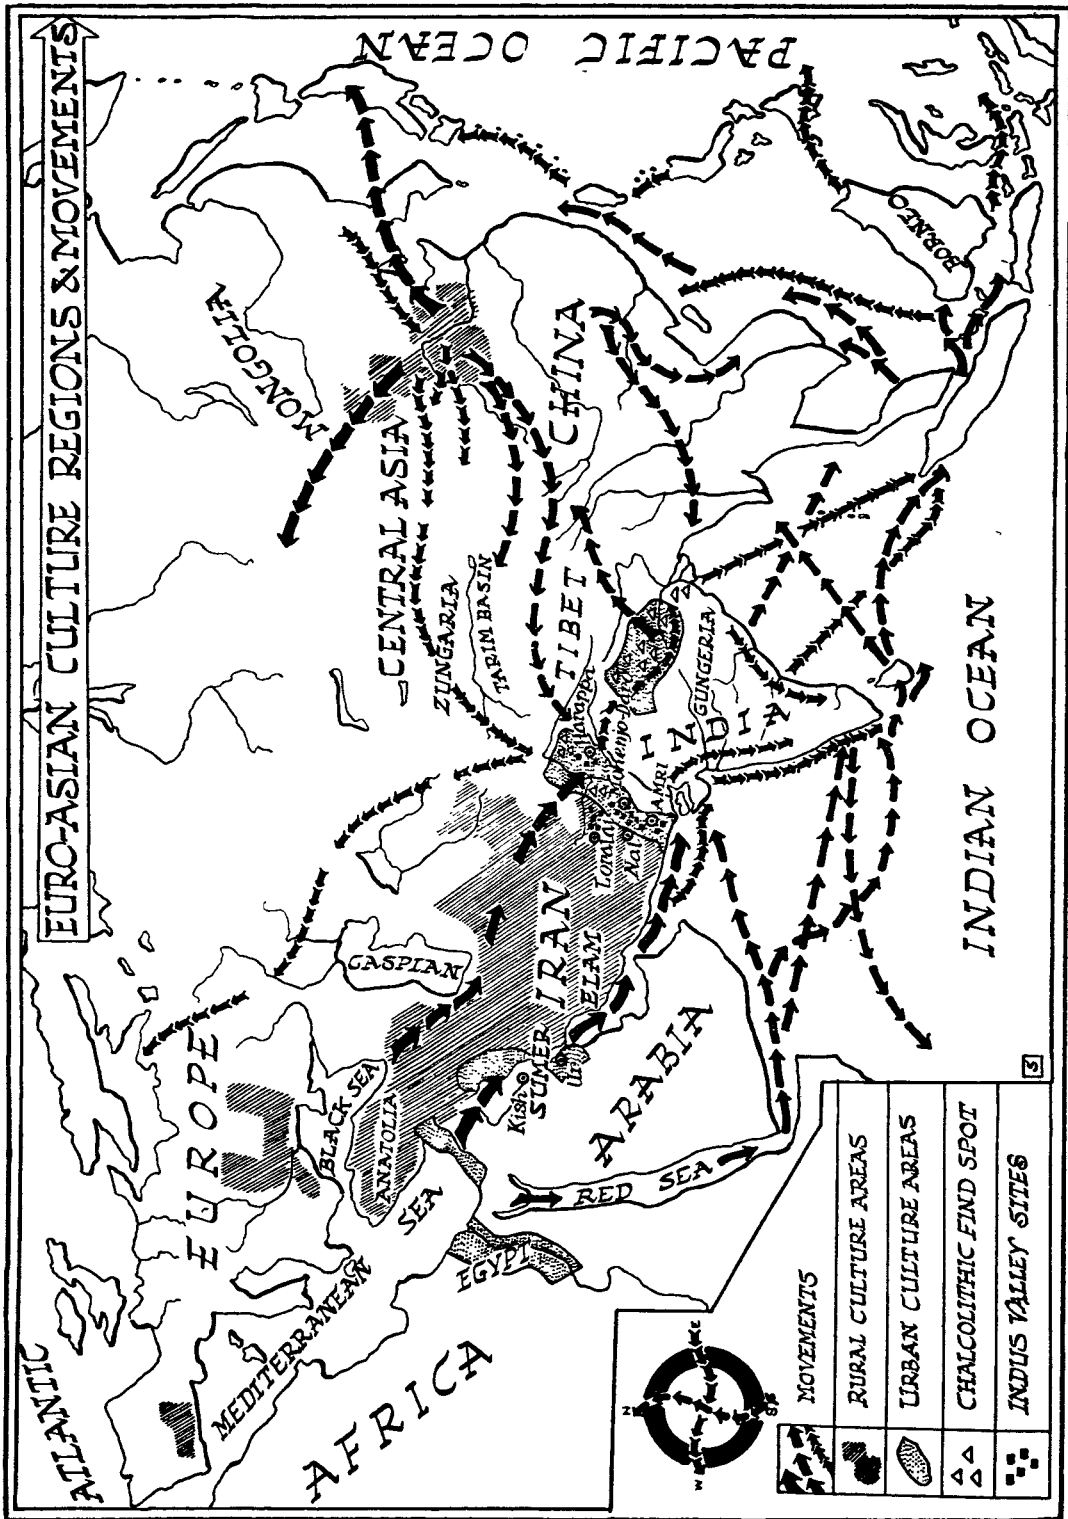 EURO-ASIAN CULTURE REGIONS & MOVEMENTS
ATLANTIC
EUROPE
MONGOLIA
PACIFIC OCEAN
CASPIAN
BLACK SEA
ANATOLIA
CENTRAL ASIA
ZUNGARIA
TARIM BASIN
MEDITERRANEAN SEA
TIBET
CHINA
Kish
SUMER
Ur
IRAN
ELAM
Harappa
Mohenjo-Daro
Loralai
Nal
AMRI
EGYPT
AFRICA
RED SEA
ARABIA
INDIA
GUNGERIA
BORNEO
INDIAN OCEAN
N
W
E
S
MOVEMENTS
RURAL CULTURE AREAS
URBAN CULTURE AREAS
CHALCOLITHIC FIND SPOT
INDUS VALLEY SITES
S